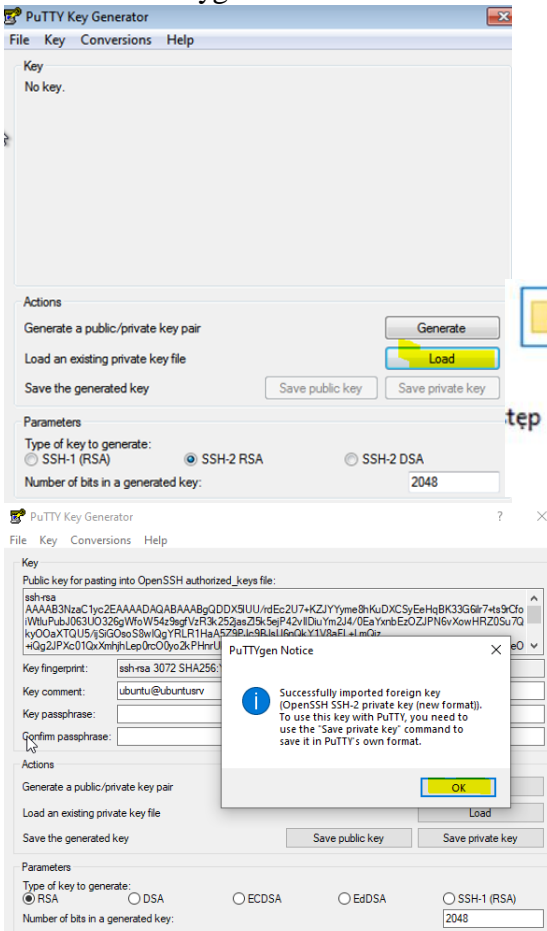 PuTTY Key Generator
File Key Conversions Help
Key
No key.
Actions
Generate a public/private key pair
Generate
Load an existing private key file
Load
Save the generated key
Save public key
Save private key
Parameters
Type of key to generate:
SSH-1 (RSA)
SSH-2 RSA
SSH-2 DSA
Number of bits in a generated key:
2048
stęp
PuTTY Key Generator
? X
File Key Conversions Help
Key
Public key for pasting into OpenSSH authorized_keys file:
ssh-rsa
Key fingerprint:
ssh-rsa 3072 SHA256:
Key comment:
ubuntu@ubuntusrv
Key passphrase:
Confirm passphrase:
PuTTYgen Notice
X
Successfully imported foreign key
(OpenSSH SSH-2 private key (new format)).
To use this key with PuTTY, you need to
use the "Save private key" command to
save it in PuTTY's own format.
OK
Actions
Generate a public/private key pair
Load an existing private key file
Load
Save the generated key
Save public key
Save private key
Parameters
Type of key to generate:
RSA
DSA
ECDSA
EdDSA
SSH-1 (RSA)
Number of bits in a generated key:
2048